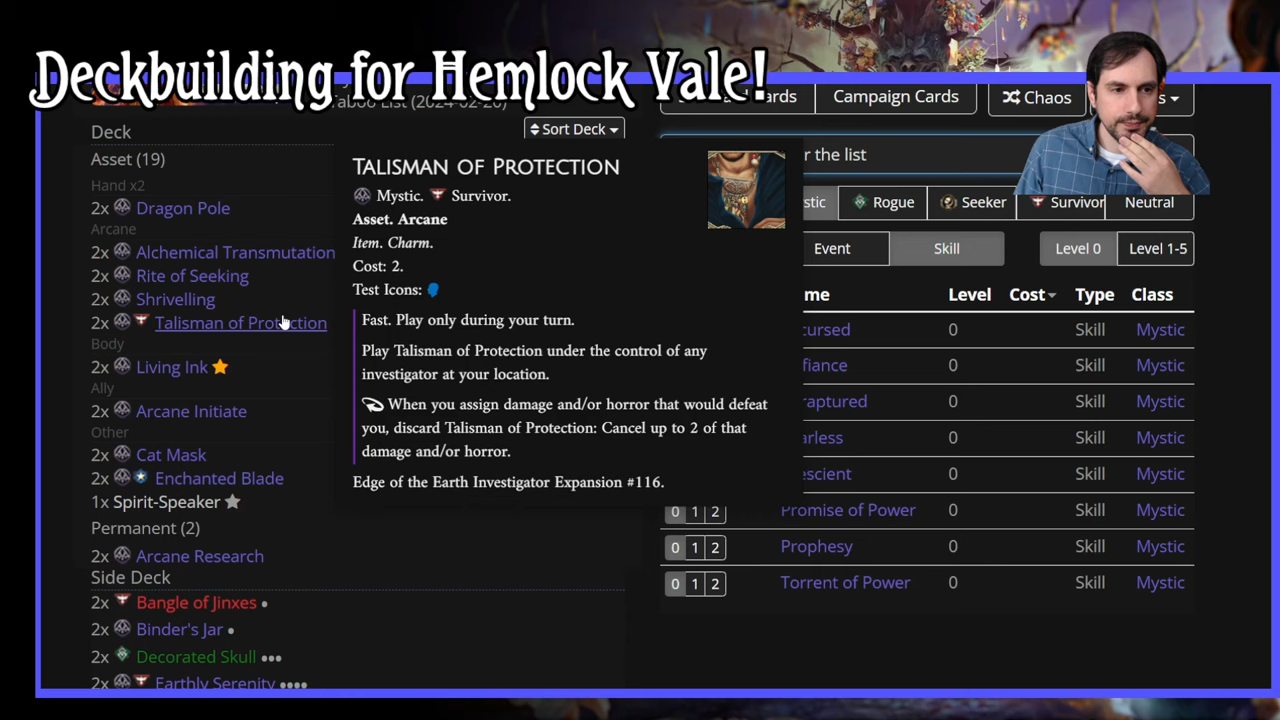 Deckbuilding for Hemlock Vale!
Taboo List (2024-02-20)
Cards
Campaign Cards
Chaos
Deck
Sort Deck
Asset (19)
Hand x2
2x Dragon Pole
Arcane
2x Alchemical Transmutation
2x Rite of Seeking
2x Shrivelling
2x Talisman of Protection
Body
2x Living Ink
Ally
2x Arcane Initiate
Other
2x Cat Mask
2x Enchanted Blade
1x Spirit-Speaker
Permanent (2)
2x Arcane Research
Side Deck
2x Bangle of Jinxes
2x Binder's Jar
2x Decorated Skull
2x Earthly Serenity
Talisman of Protection
Mystic. Survivor.
Asset. Arcane
Item. Charm.
Cost: 2.
Test Icons:
Fast. Play only during your turn.
Play Talisman of Protection under the control of any
investigator at your location.
When you assign damage and/or horror that would defeat
you, discard Talisman of Protection: Cancel up to 2 of that
damage and/or horror.
Edge of the Earth Investigator Expansion #116.
r the list
stic Rogue Seeker Survivor Neutral
Event Skill Level 0 Level 1-5
me Level Cost Type Class
cursed 0 Skill Mystic
fiance 0 Skill Mystic
raptured 0 Skill Mystic
arless 0 Skill Mystic
escient 0 Skill Mystic
0 1 2 Promise of Power 0 Skill Mystic
0 1 2 Prophesy 0 Skill Mystic
0 1 2 Torrent of Power 0 Skill Mystic